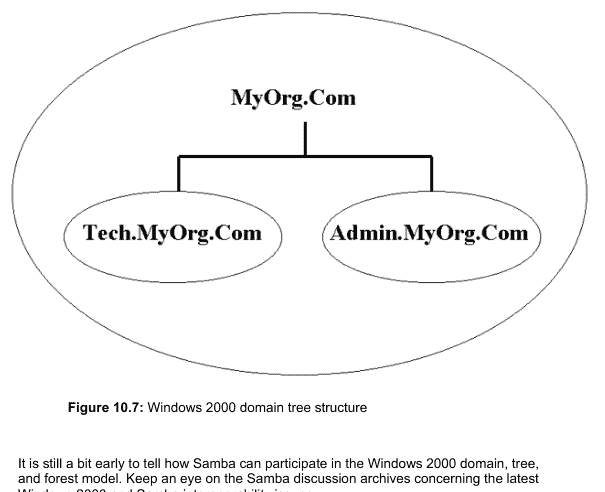 MyOrg.Com
Tech.MyOrg.Com Admin.MyOrg.Com
Figure 10.7: Windows 2000 domain tree structure
It is still a bit early to tell how Samba can participate in the Windows 2000 domain, tree,
and forest model. Keep an eye on the Samba discussion archives concerning the latest